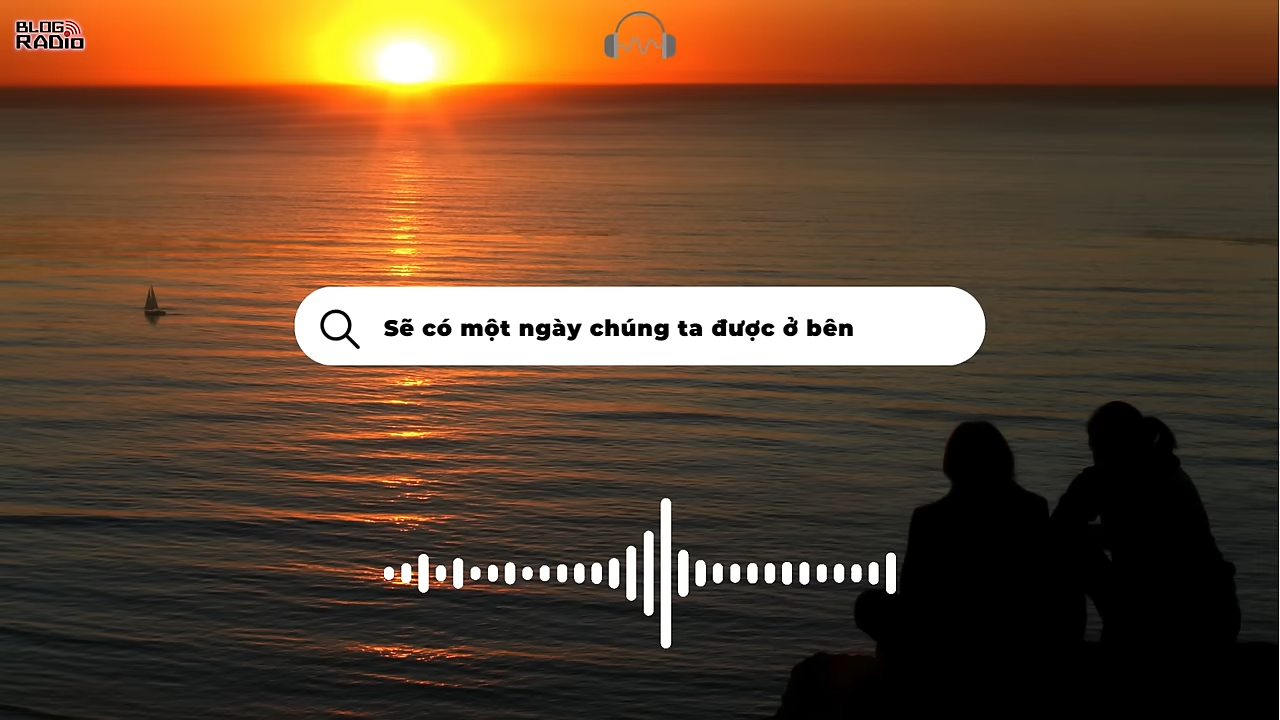 BLOG
RADIO
Sẽ có một ngày chúng ta được ở bên